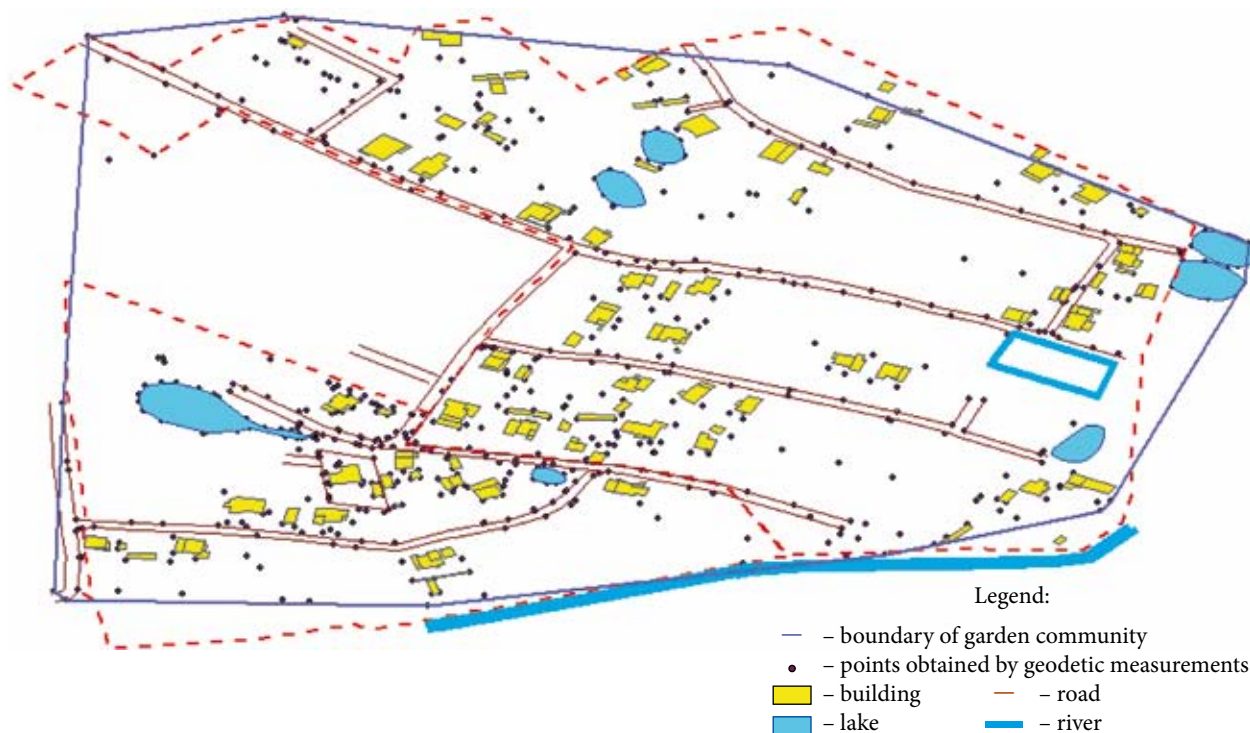 Legend:
– boundary of garden community
– points obtained by geodetic measurements
– building – road
– lake – river